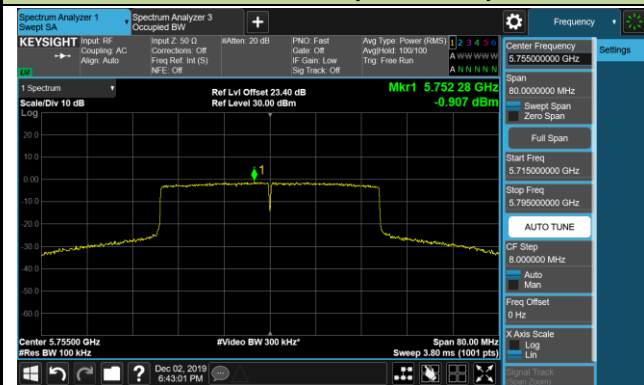 Spectrum Analyzer 1
Swept SA
Spectrum Analyzer 3
Occupied BW
Frequency
KEYSIGHT
Input: RF
Coupling: AC
Align: Auto
Input Z: 50 Ω
Corrections: Off
Freq Ref: Int (S)
NFE: Off
#Atten: 20 dB
PNO: Fast
Gate: Off
IF Gain: Low
Sig Track: Off
Avg Type: Power (RMS)
Avg|Hold: 100/100
Trig: Free Run
1 2 3 4 5 6
A W W W W W
A N N N N N
Center Frequency
5.755000000 GHz
Settings
Span
80.0000000 MHz
Swept Span
Zero Span
Full Span
Start Freq
5.715000000 GHz
Stop Freq
5.795000000 GHz
AUTO TUNE
CF Step
8.000000 MHz
Auto
Man
Freq Offset
0 Hz
X Axis Scale
Log
Lin
Signal Track
(Span Zoom)
1 Spectrum
Scale/Div 10 dB
Log
Ref Lvl Offset 23.40 dB
Ref Level 30.00 dBm
Mkr1 5.752 28 GHz
-0.907 dBm
1
20.0
10.0
0.00
-10.0
-20.0
-30.0
-40.0
-50.0
-60.0
Center 5.75500 GHz
#Res BW 100 kHz
#Video BW 300 kHz*
Span 80.00 MHz
Sweep 3.80 ms (1001 pts)
Dec 02, 2019
6:43:01 PM